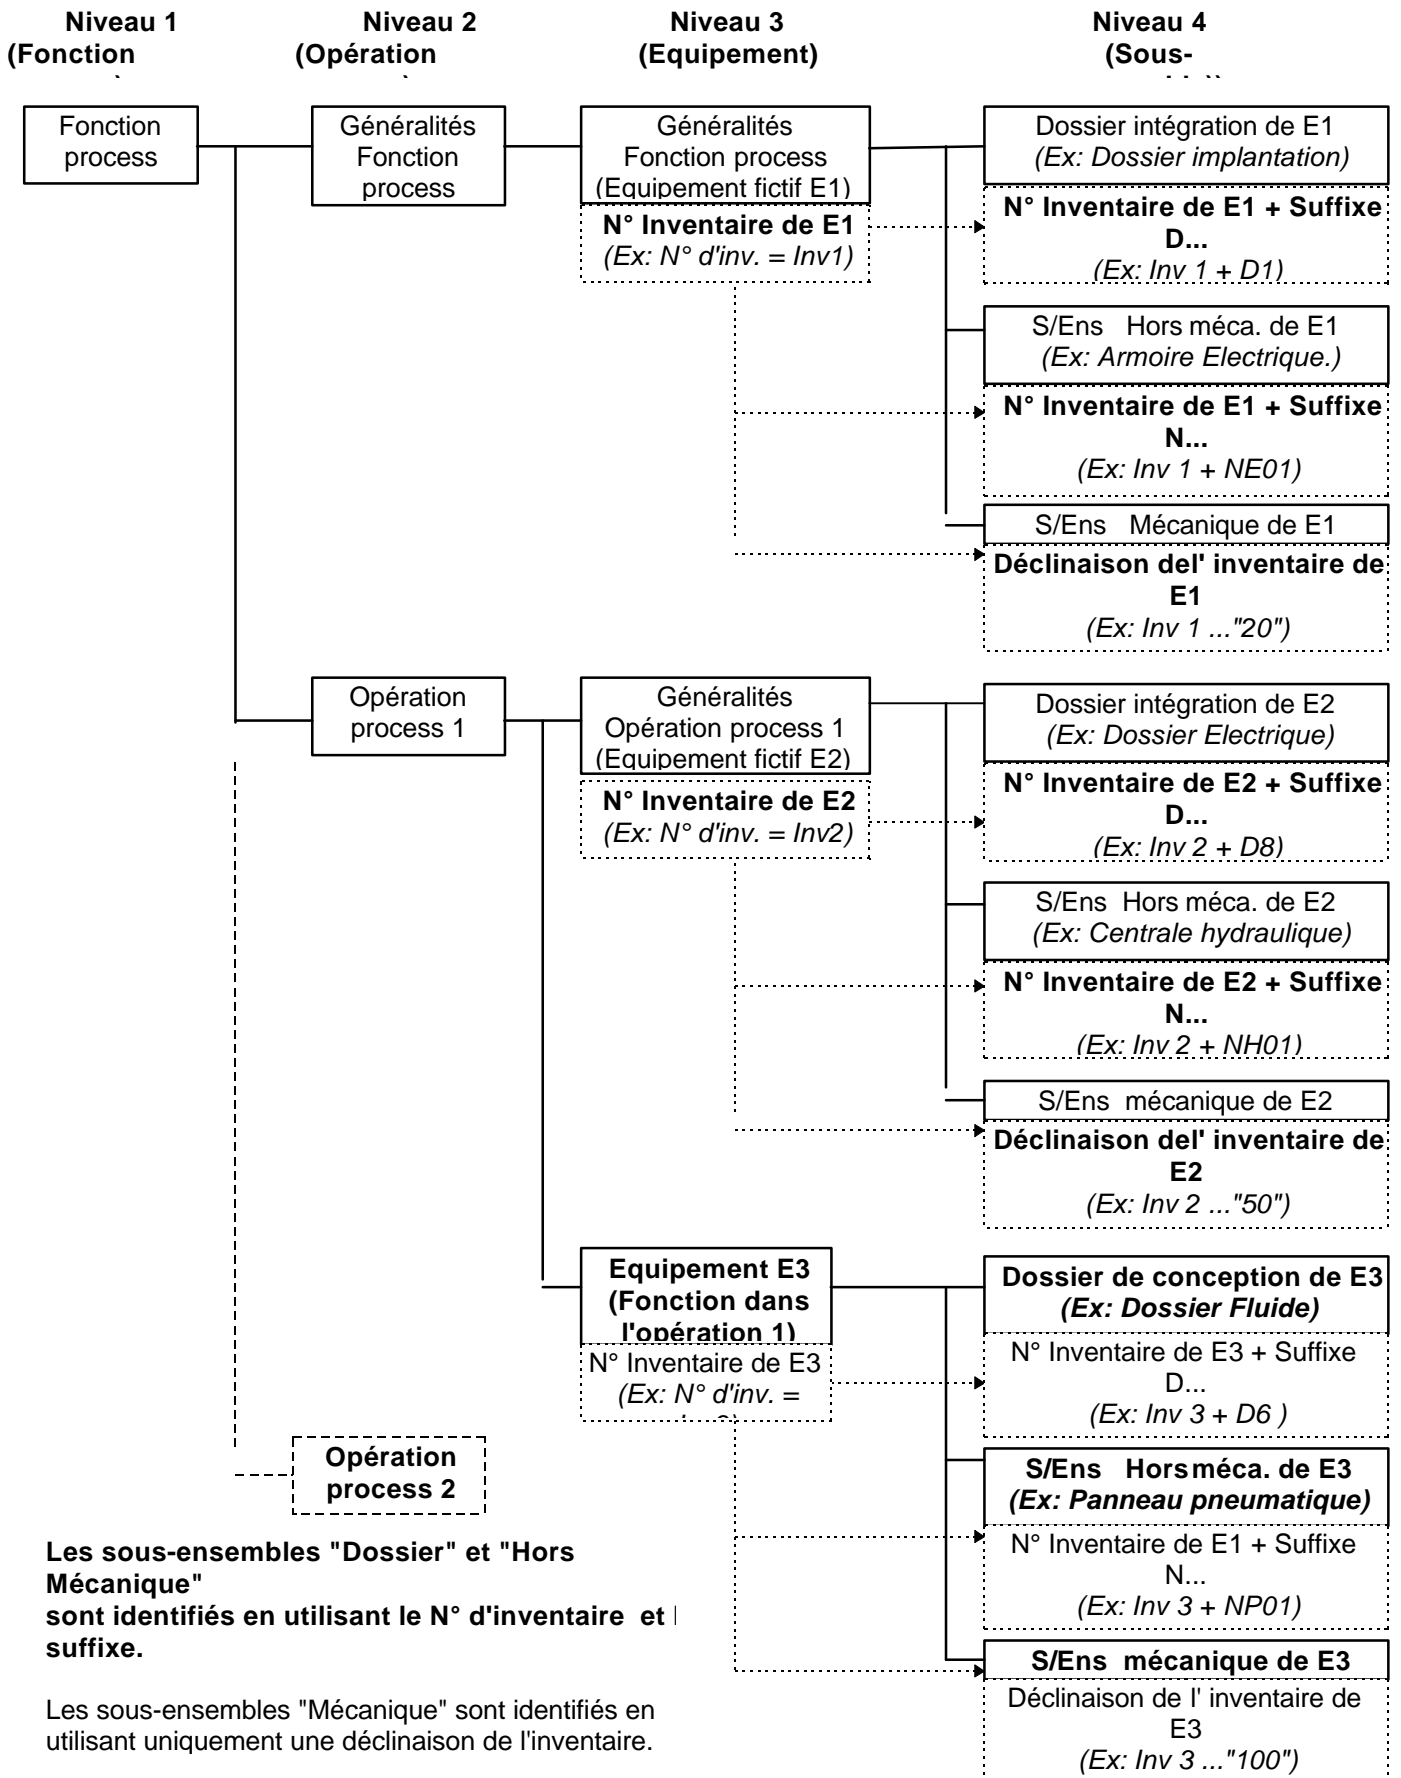 Niveau 1
(Fonction
Niveau 2
(Opération
Niveau 3
(Equipement)
Niveau 4
(Sous-
Fonction
process
Généralités
Fonction
process
Généralités
Fonction process
(Equipement fictif E1)
N° Inventaire de E1
(Ex: N° d'inv. = Inv1)
Dossier intégration de E1
(Ex: Dossier implantation)
N° Inventaire de E1 + Suffixe
D...
(Ex: Inv 1 + D1)
S/Ens Hors méca. de E1
(Ex: Armoire Electrique.)
N° Inventaire de E1 + Suffixe
N...
(Ex: Inv 1 + NE01)
S/Ens Mécanique de E1
Déclinaison del' inventaire de
E1
(Ex: Inv 1 ..."20")
Opération
process 1
Généralités
Opération process 1
(Equipement fictif E2)
N° Inventaire de E2
(Ex: N° d'inv. = Inv2)
Dossier intégration de E2
(Ex: Dossier Electrique)
N° Inventaire de E2 + Suffixe
D...
(Ex: Inv 2 + D8)
S/Ens Hors méca. de E2
(Ex: Centrale hydraulique)
N° Inventaire de E2 + Suffixe
N...
(Ex: Inv 2 + NH01)
S/Ens mécanique de E2
Déclinaison del' inventaire de
E2
(Ex: Inv 2 ..."50")
Equipement E3
(Fonction dans
l'opération 1)
N° Inventaire de E3
(Ex: N° d'inv. =
Dossier de conception de E3
(Ex: Dossier Fluide)
N° Inventaire de E3 + Suffixe
D...
(Ex: Inv 3 + D6 )
S/Ens Hors méca. de E3
(Ex: Panneau pneumatique)
N° Inventaire de E1 + Suffixe
N...
(Ex: Inv 3 + NP01)
S/Ens mécanique de E3
Déclinaison de l' inventaire de
E3
(Ex: Inv 3 ..."100")
Opération
process 2
Les sous-ensembles "Dossier" et "Hors
Mécanique"
sont identifiés en utilisant le N° d'inventaire et
suffixe.
Les sous-ensembles "Mécanique" sont identifiés en
utilisant uniquement une déclinaison de l'inventaire.